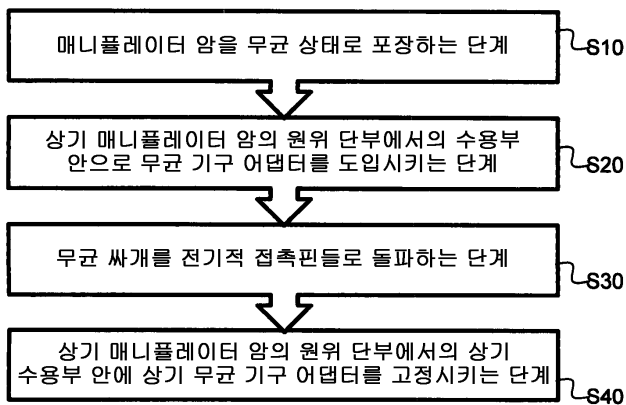 매니퓰레이터 암을 무균 상태로 포장하는 단계
S10
상기 매니퓰레이터 암의 원위 단부에서의 수용부
안으로 무균 기구 어댑터를 도입시키는 단계
S20
무균 싸개를 전기적 접촉핀들로 돌파하는 단계
S30
상기 매니퓰레이터 암의 원위 단부에서의 상기
수용부 안에 상기 무균 기구 어댑터를 고정시키는 단계
S40